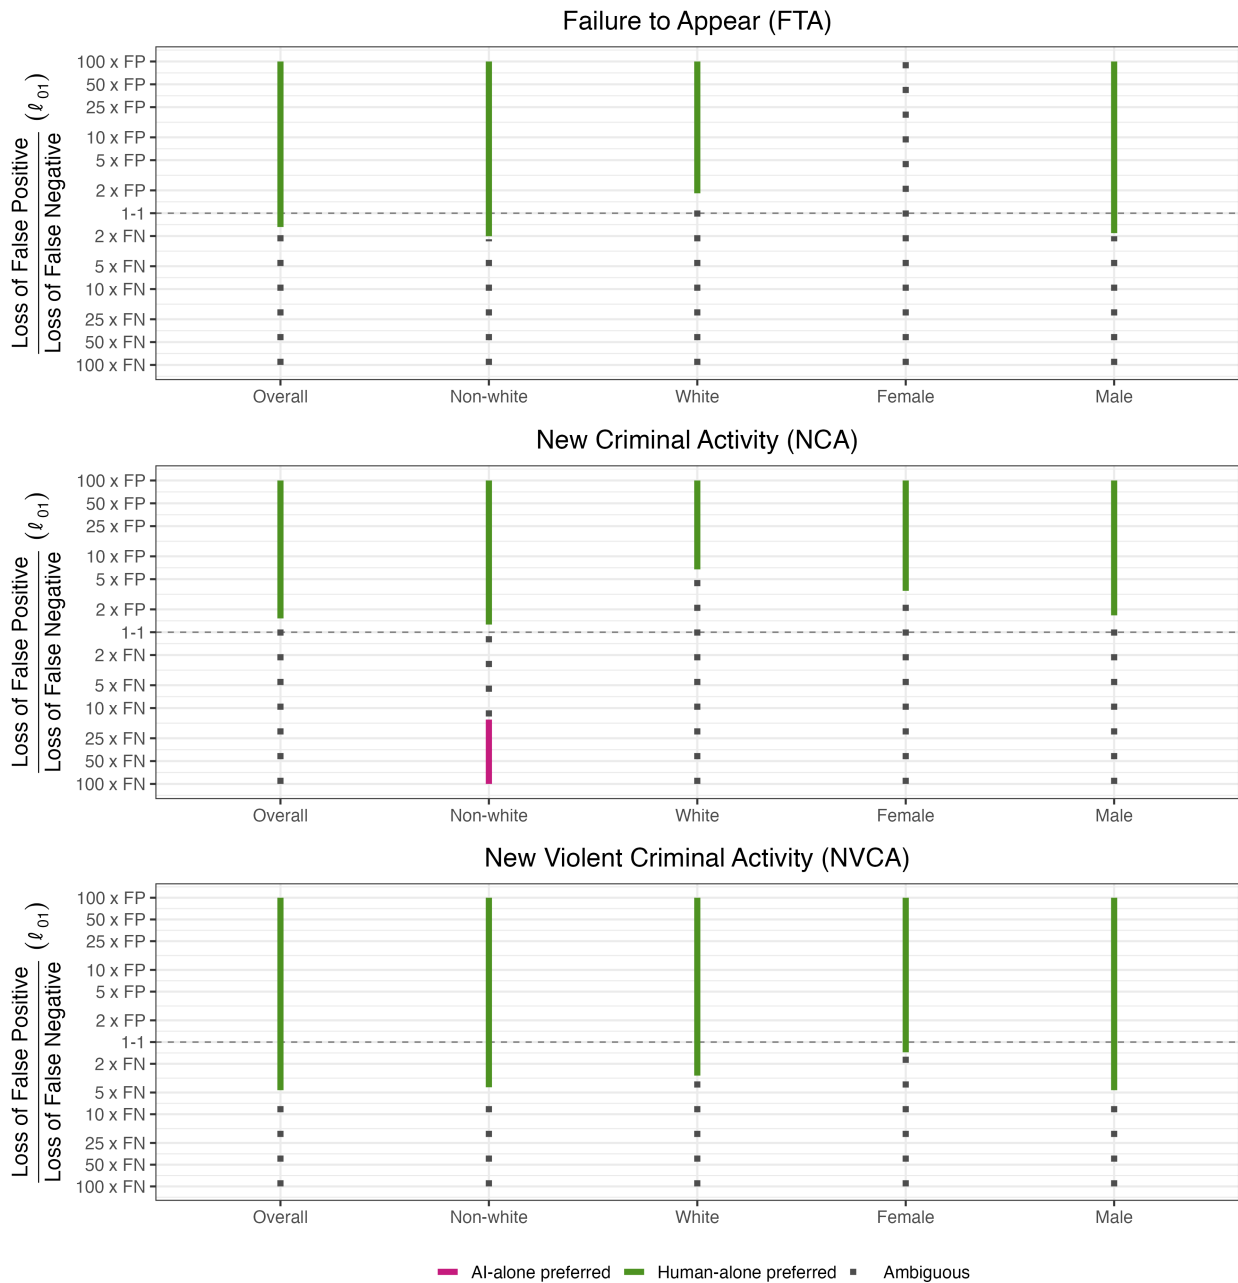 Failure to Appear (FTA)
Loss of False Positive
Loss of False Negative
(ℓ01)
100 x FP
50 x FP
25 x FP
10 x FP
5 x FP
2 x FP
1-1
2 x FN
5 x FN
10 x FN
25 x FN
50 x FN
100 x FN
Overall Non-white White Female Male
New Criminal Activity (NCA)
Loss of False Positive
Loss of False Negative
(ℓ01)
100 x FP
50 x FP
25 x FP
10 x FP
5 x FP
2 x FP
1-1
2 x FN
5 x FN
10 x FN
25 x FN
50 x FN
100 x FN
Overall Non-white White Female Male
New Violent Criminal Activity (NVCA)
Loss of False Positive
Loss of False Negative
(ℓ01)
100 x FP
50 x FP
25 x FP
10 x FP
5 x FP
2 x FP
1-1
2 x FN
5 x FN
10 x FN
25 x FN
50 x FN
100 x FN
Overall Non-white White Female Male
AI-alone preferred Human-alone preferred Ambiguous